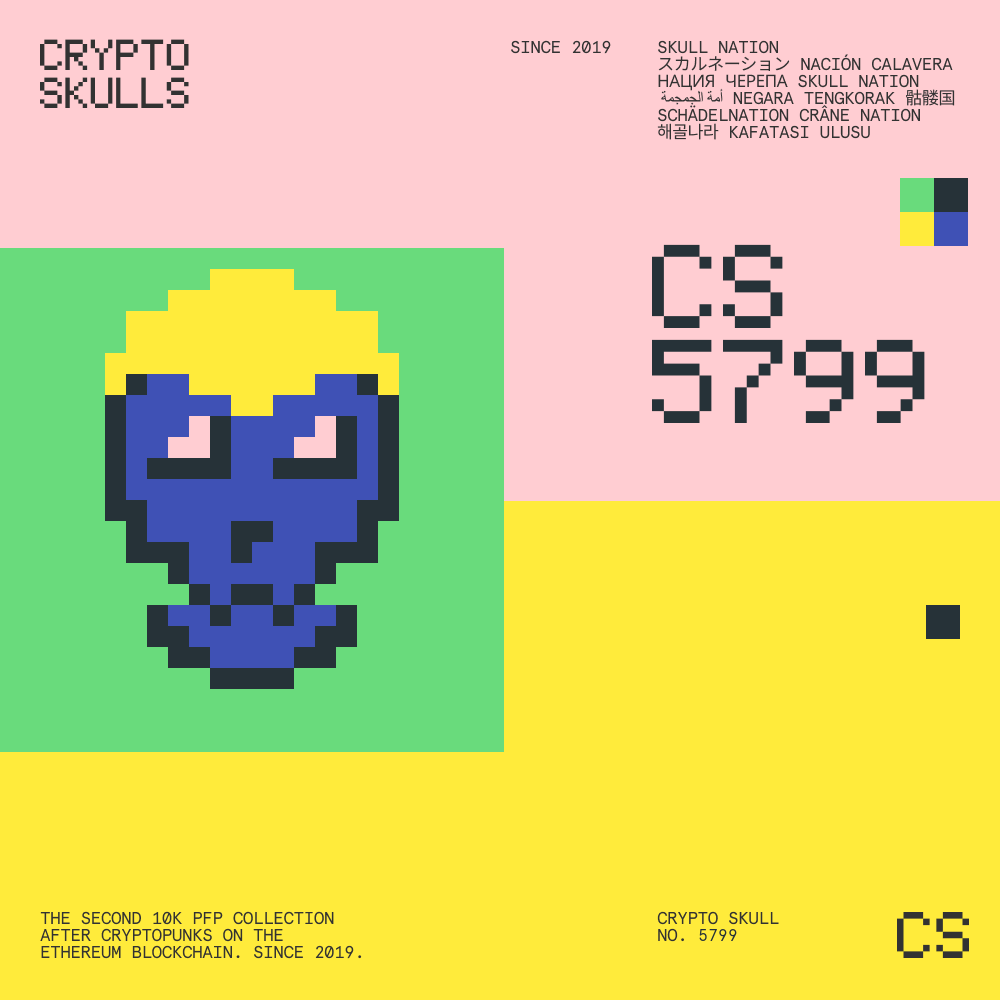 CRYPTO
SKULLS
SINCE 2019
SKULL NATION
スカルネーション NACIÓN CALAVERA
НАЦИЯ ЧЕРЕПА SKULL NATION
أمة الجمجمة NEGARA TENGKORAK 骷髅国
SCHÄDELNATION CRÂNE NATION
해골나라 KAFATASI ULUSU
CS
5799
THE SECOND 10K PFP COLLECTION
AFTER CRYPTOPUNKS ON THE
ETHEREUM BLOCKCHAIN. SINCE 2019.
CRYPTO SKULL
NO. 5799
CS